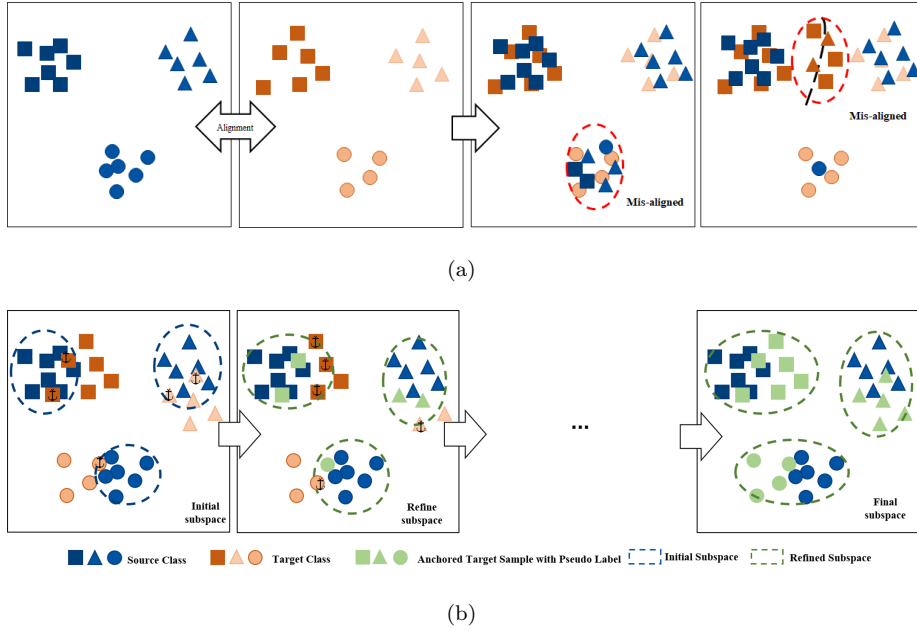 Alignment
Mis-aligned
Mis-aligned
(a)
Initial
subspace
Refine
subspace
...
Final
subspace
Source Class
Target Class
Anchored Target Sample with Pseudo Label
Initial Subspace
Refined Subspace
(b)